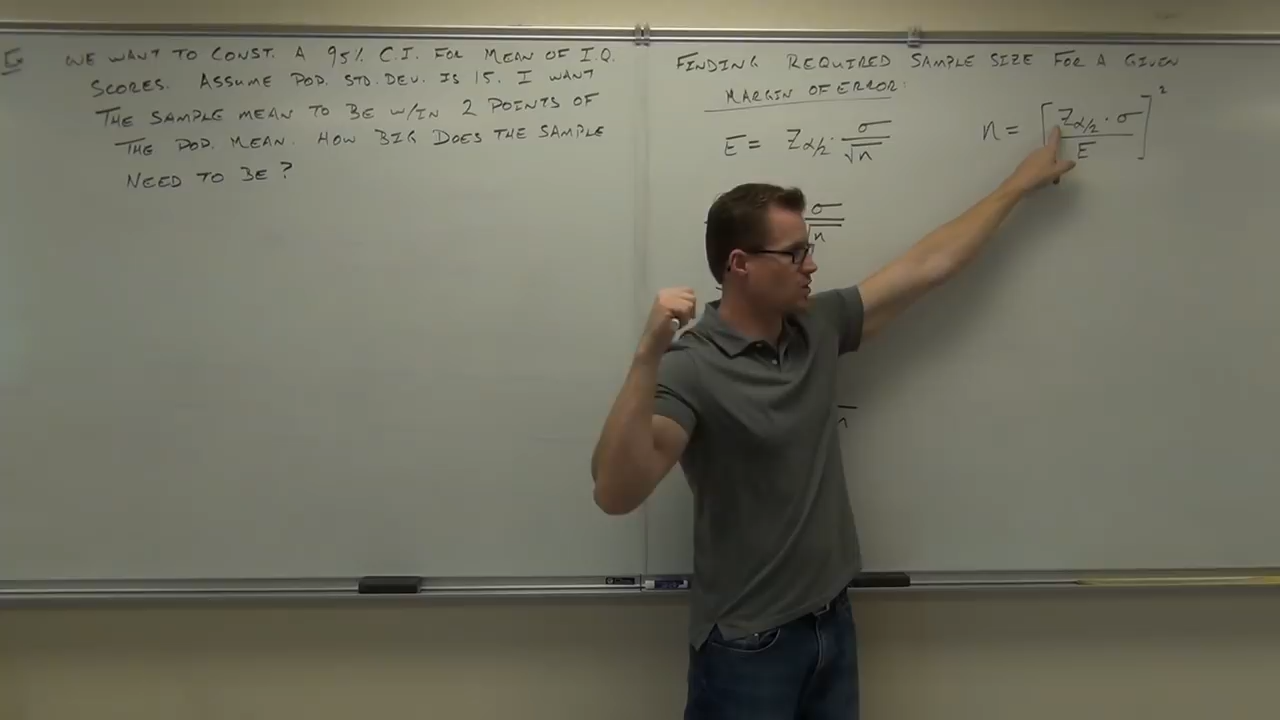 Ex WE WANT TO CONST. A 95% C.I. FOR MEAN OF I.Q.
SCORES. ASSUME POP. STD. DEV. IS 15. I WANT
THE SAMPLE MEAN TO BE W/IN 2 POINTS OF
THE POP. MEAN. HOW BIG DOES THE SAMPLE
NEED TO BE?
FINDING REQUIRED SAMPLE SIZE FOR A GIVEN
MARGIN OF ERROR:
E = Zα/2 · σ/√n
n = [Zα/2 · σ / E]²
σ/√n
n